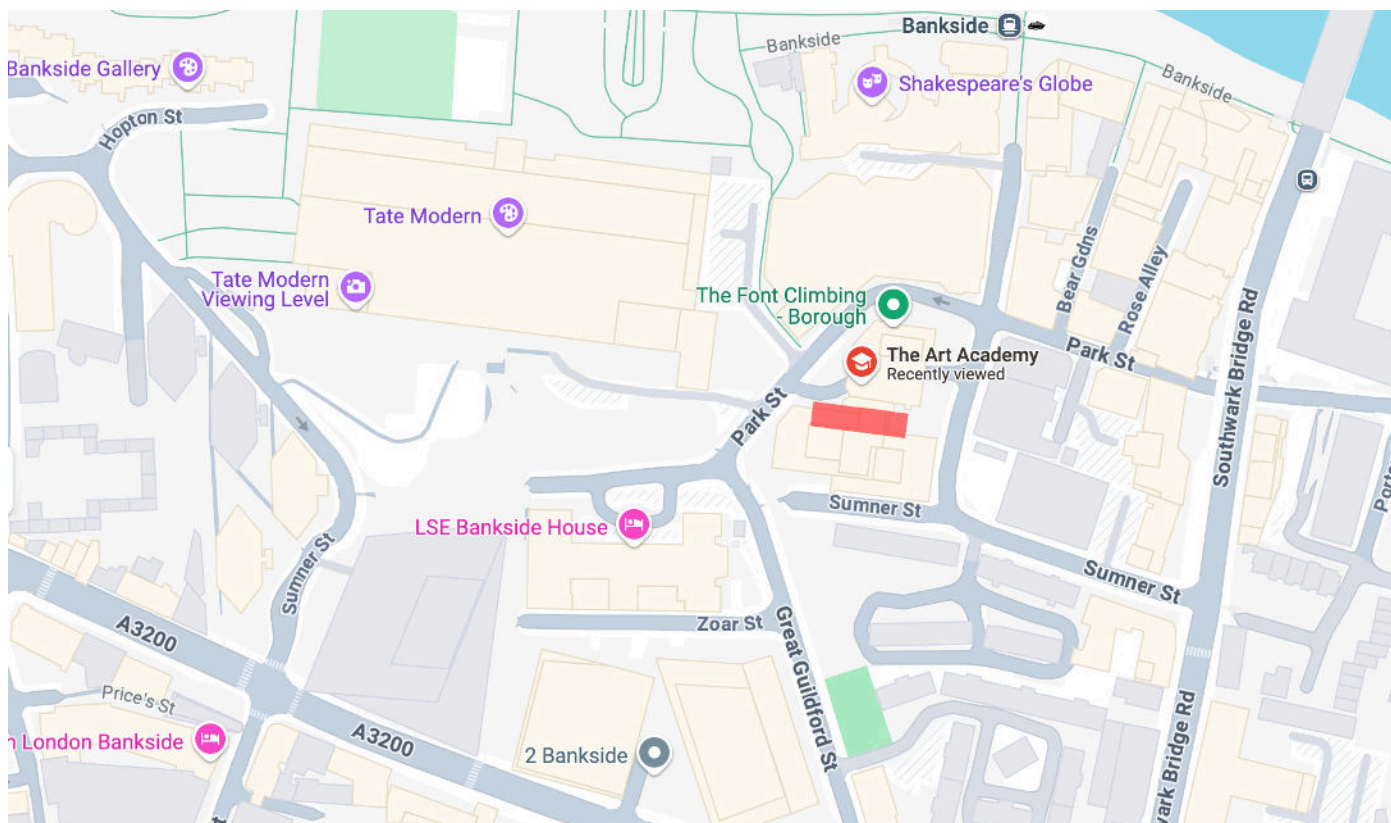 Bankside
Bankside
Bankside Gallery
Shakespeare's Globe
Bankside
Hopton St
Tate Modern
Tate Modern
Viewing Level
The Font Climbing
- Borough
Bear Gdns
Rose Alley
Park St
The Art Academy
Recently viewed
Southwark Bridge Rd
Park St
Sumner St
LSE Bankside House
Sumner St
Sumner St
A3200
Zoar St
Great Guildford St
Price's St
n London Bankside
A3200
2 Bankside
wark Bridge Rd